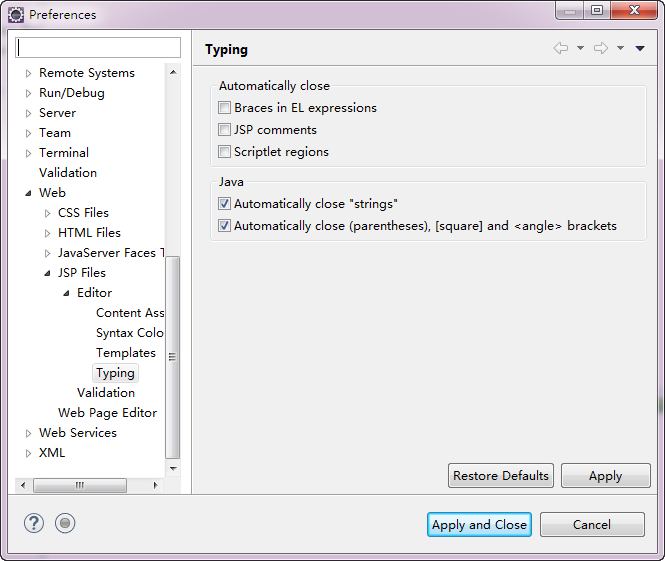 Preferences
Remote Systems
Run/Debug
Server
Team
Terminal
Validation
Web
CSS Files
HTML Files
JavaServer Faces T
JSP Files
Editor
Content Ass
Syntax Colo
Templates
Typing
Validation
Web Page Editor
Web Services
XML
Typing
Automatically close
Braces in EL expressions
JSP comments
Scriptlet regions
Java
Automatically close "strings"
Automatically close (parentheses), [square] and <angle> brackets
Restore Defaults
Apply
?
Apply and Close
Cancel